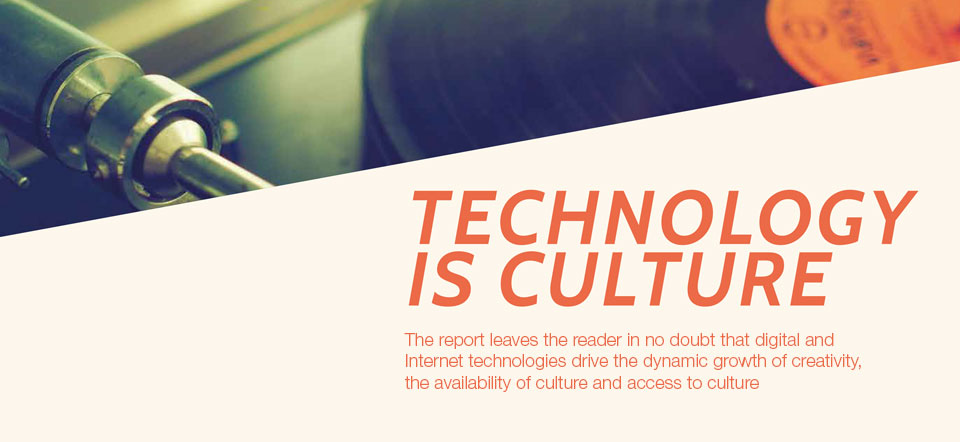 TECHNOLOGY
IS CULTURE
The report leaves the reader in no doubt that digital and
Internet technologies drive the dynamic growth of creativity,
the availability of culture and access to culture